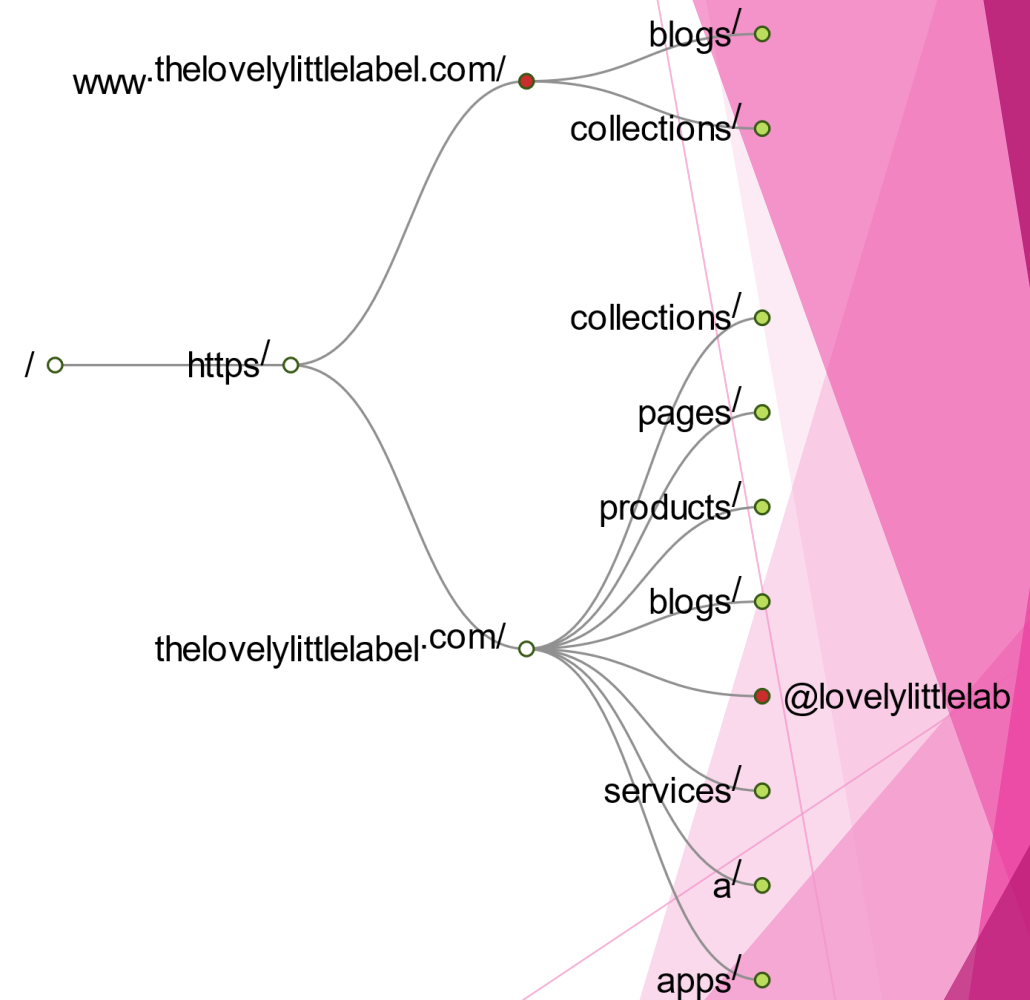 blogs/
www.thelovelylittlelabel.com/
collections/
collections/
/
https/
pages/
products/
blogs/
thelovelylittlelabel.com/
@lovelylittlelab
services/
a/
apps/